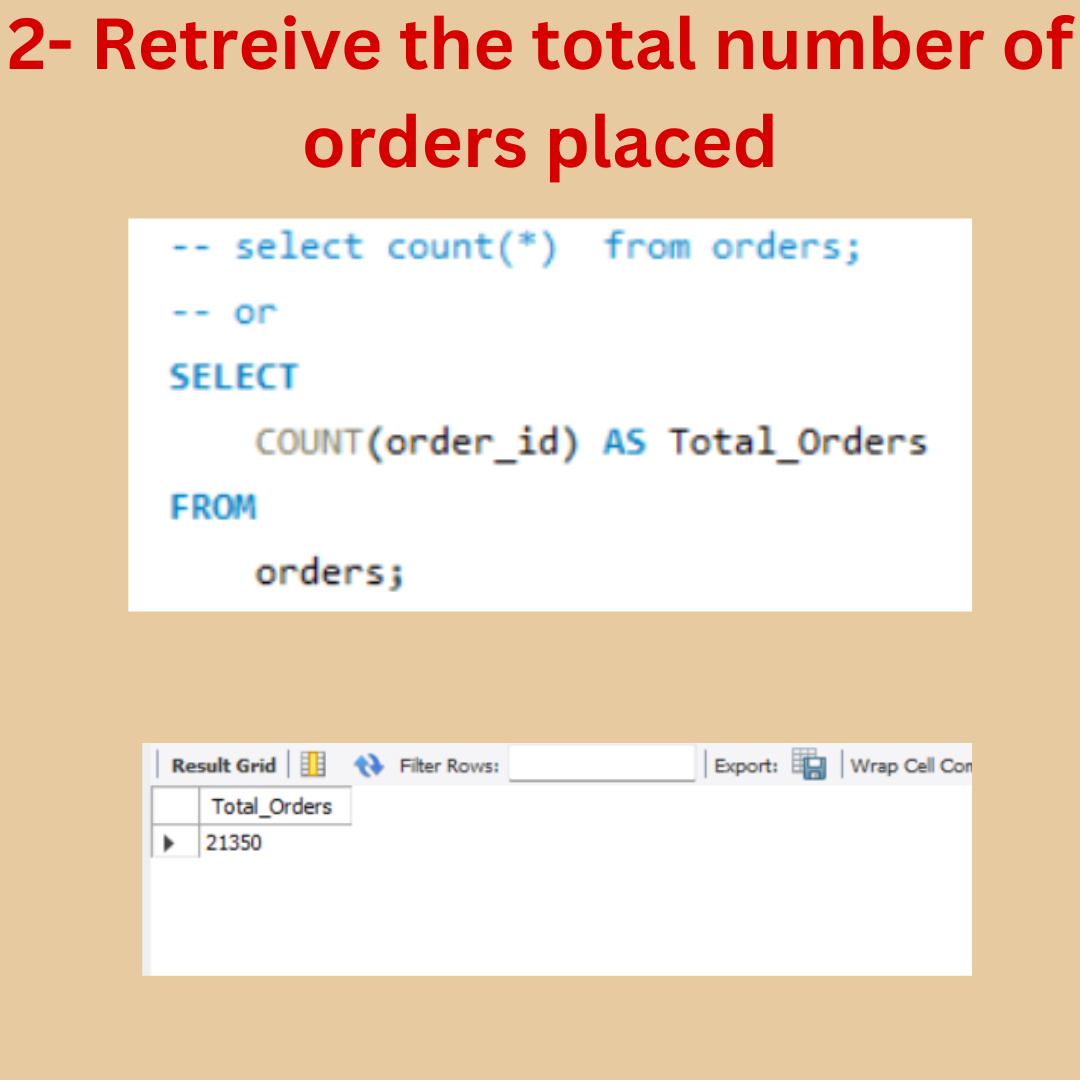 2- Retreive the total number of
orders placed
-- select count(*)  from orders;
-- or
SELECT
    COUNT(order_id) AS Total_Orders
FROM
    orders;
Result Grid Filter Rows: Export: Wrap Cell Con
Total_Orders
21350